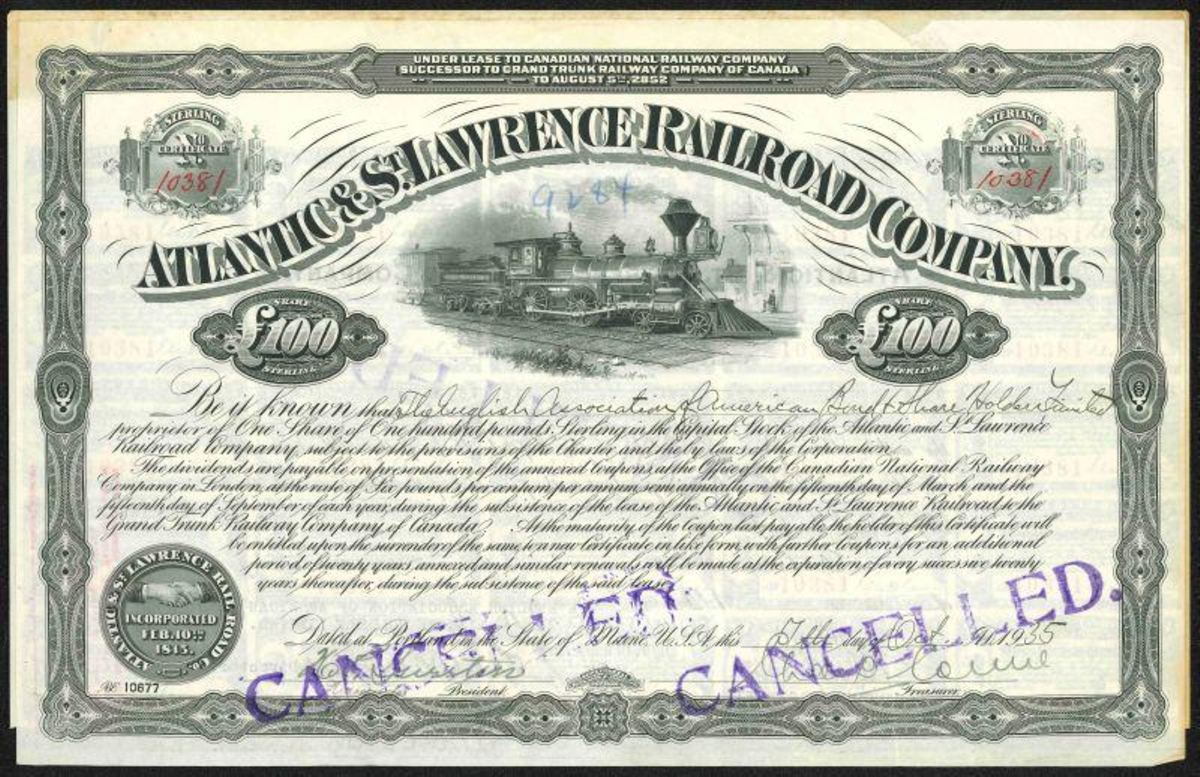 UNDER LEASE TO CANADIAN NATIONAL RAILWAY COMPANY
SUCCESSOR TO GRAND TRUNK RAILWAY COMPANY OF CANADA
TO AUGUST 5TH, 2852
STERLING
CERTIFICATE
No.
10381
STERLING
CERTIFICATE
No.
10381
ATLANTIC & ST. LAWRENCE RAILROAD COMPANY.
9284
SHARE
£100
STERLING
SHARE
£100
STERLING
Be it known that The English Association of American Bond & Share Holders Limited
proprietor of One Share of One hundred pounds Sterling in the Capital Stock of the Atlantic and St. Lawrence
Railroad Company, subject to the provisions of the Charter and the by laws of the Corporation.
The dividends are payable on presentation of the annexed Coupons, at the Office of the Canadian National Railway
Company in London, at the rate of Six pounds per centum per annum, semi annually on the fifteenth day of March and the
fifteenth day of September of each year, during the subsistence of the lease of the Atlantic and St. Lawrence Railroad to the
Grand Trunk Railway Company of Canada. At the maturity of the Coupon last payable, the holder of this certificate will
be entitled upon the surrender of the same to a new Certificate in like form, with further Coupons for an additional
period of twenty years annexed and similar renewals will be made at the expiration of every successive twenty
years thereafter, during the subsistence of the said lease.
ATLANTIC & ST. LAWRENCE RAIL ROAD CO.
INCORPORATED
FEB. 10TH
1845.
Dated at Portland in the State of Maine, U.S.A. this day of Oct 1935
President
Treasurer
CANCELLED.
CANCELLED.
10677